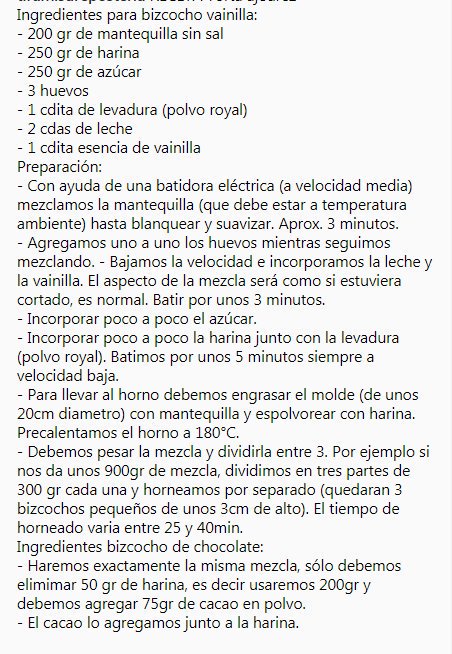 Ingredientes para bizcocho vainilla:
- 200 gr de mantequilla sin sal
- 250 gr de harina
- 250 gr de azúcar
- 3 huevos
- 1 cdita de levadura (polvo royal)
- 2 cdas de leche
- 1 cdita esencia de vainilla
Preparación:
- Con ayuda de una batidora eléctrica (a velocidad media)
mezclamos la mantequilla (que debe estar a temperatura
ambiente) hasta blanquear y suavizar. Aprox. 3 minutos.
- Agregamos uno a uno los huevos mientras seguimos
mezclando. - Bajamos la velocidad e incorporamos la leche y
la vainilla. El aspecto de la mezcla será como si estuviera
cortado, es normal. Batir por unos 3 minutos.
- Incorporar poco a poco el azúcar.
- Incorporar poco a poco la harina junto con la levadura
(polvo royal). Batimos por unos 5 minutos siempre a
velocidad baja.
- Para llevar al horno debemos engrasar el molde (de unos
20cm diametro) con mantequilla y espolvorear con harina.
Precalentamos el horno a 180°C.
- Debemos pesar la mezcla y dividirla entre 3. Por ejemplo si
nos da unos 900gr de mezcla, dividimos en tres partes de
300 gr cada una y horneamos por separado (quedaran 3
bizcochos pequeños de unos 3cm de alto). El tiempo de
horneado varia entre 25 y 40min.
Ingredientes bizcocho de chocolate:
- Haremos exactamente la misma mezcla, sólo debemos
elimimar 50 gr de harina, es decir usaremos 200gr y
debemos agregar 75gr de cacao en polvo.
- El cacao lo agregamos junto a la harina.